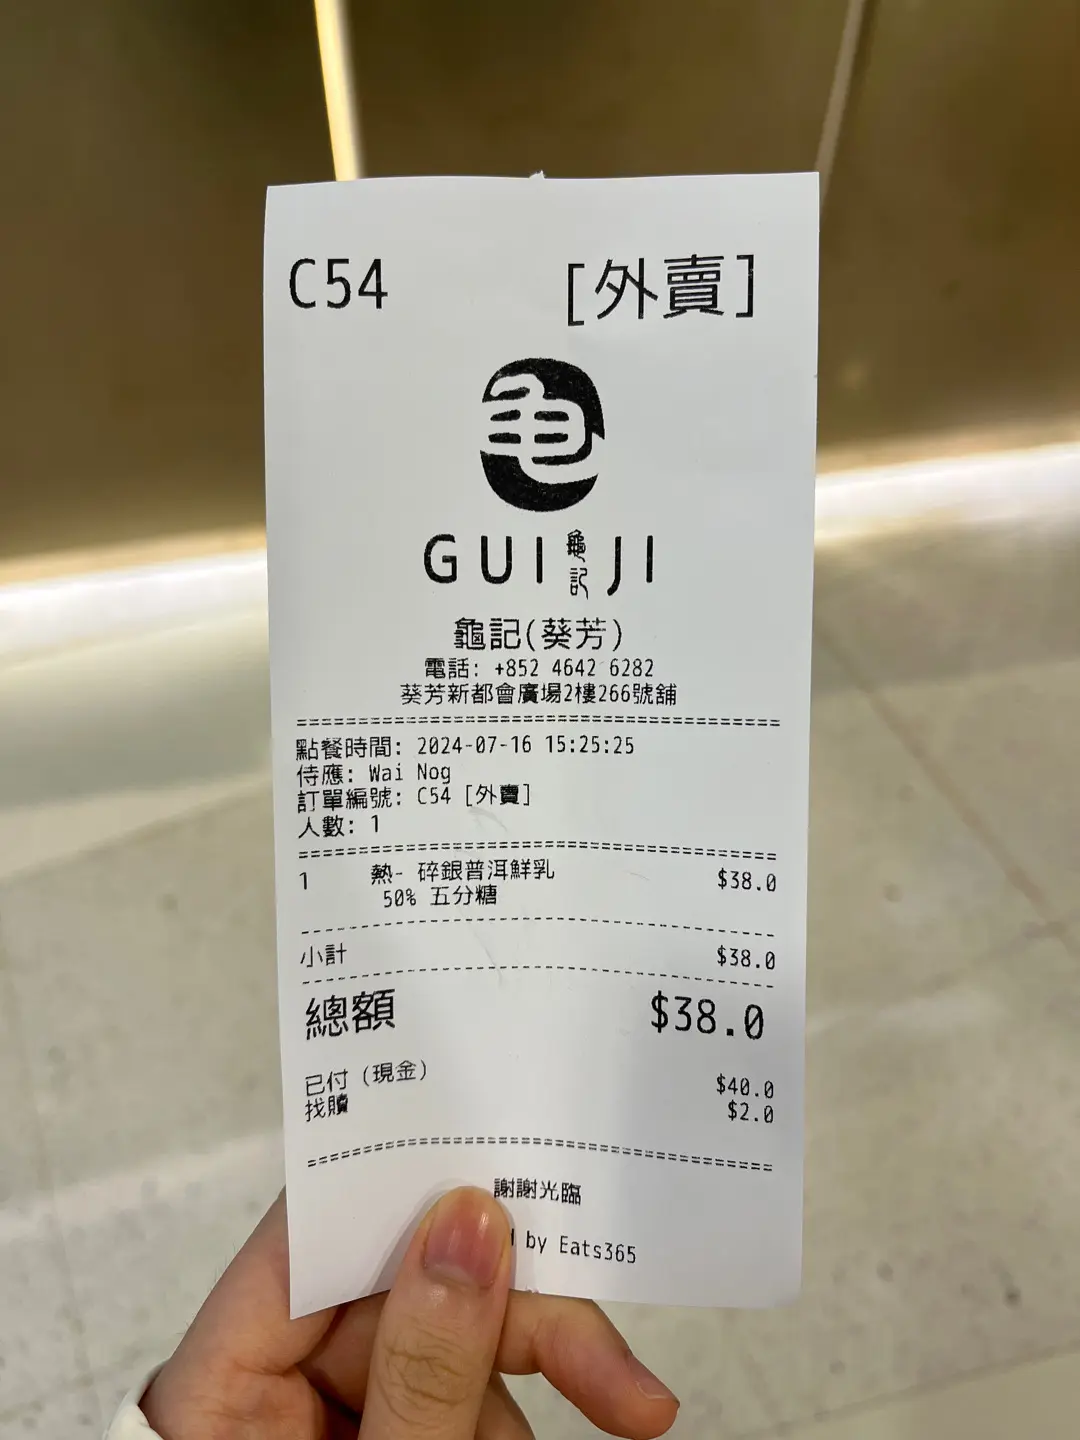 C54 [外賣]
龜
GUI 龜記 JI
龜記(葵芳)
電話: +852 4642 6282
葵芳新都會廣場2樓266號舖
點餐時間: 2024-07-16 15:25:25
侍應: Wai Nog
訂單編號: C54 [外賣]
人數: 1
1 熱- 碎銀普洱鮮乳 $38.0
50% 五分糖
小計 $38.0
總額 $38.0
已付 (現金) $40.0
找贖 $2.0
謝謝光臨
by Eats365